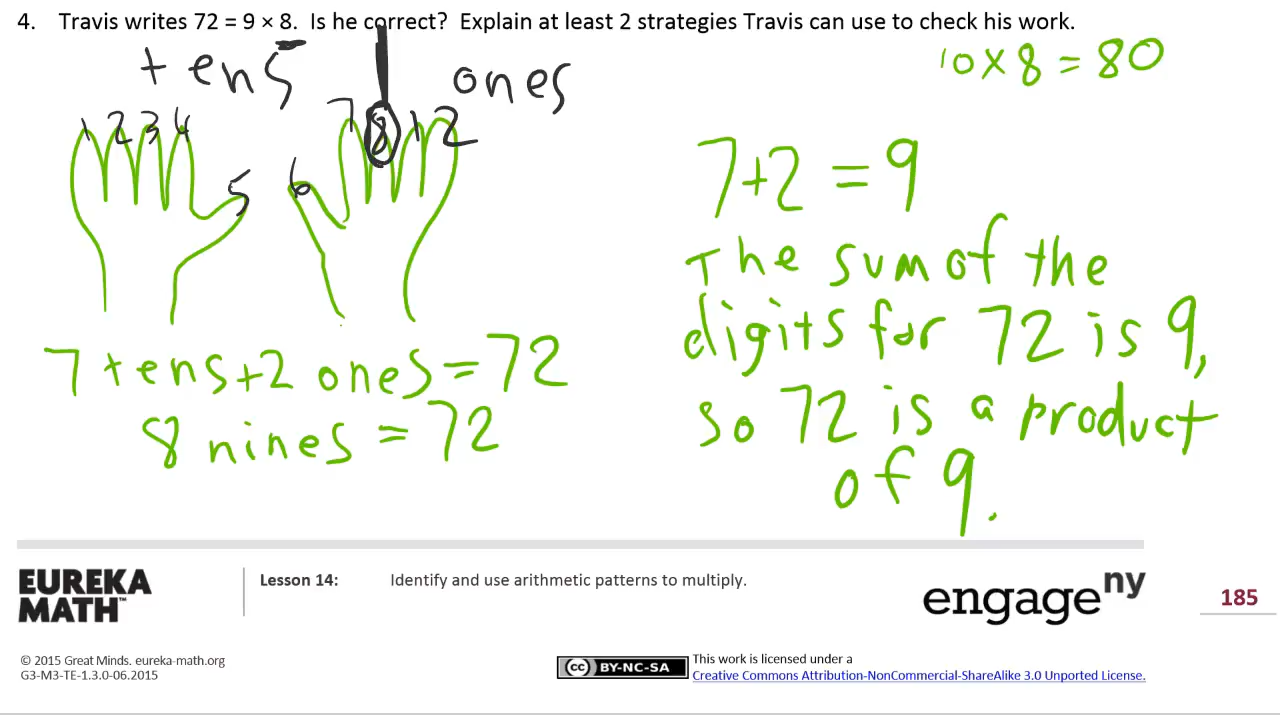 4. Travis writes 72 = 9 × 8. Is he correct? Explain at least 2 strategies Travis can use to check his work.
tens
ones
10 × 8 = 80
1 2 3 4 5 6 7 8 1 2
7 + 2 = 9
The sum of the
digits for 72 is 9,
so 72 is a product
of 9.
7 tens + 2 ones = 72
8 nines = 72
EUREKA
MATH™
Lesson 14: Identify and use arithmetic patterns to multiply.
engage ny
185
© 2015 Great Minds. eureka-math.org
G3-M3-TE-1.3.0-06.2015
cc BY-NC-SA
This work is licensed under a
Creative Commons Attribution-NonCommercial-ShareAlike 3.0 Unported License.